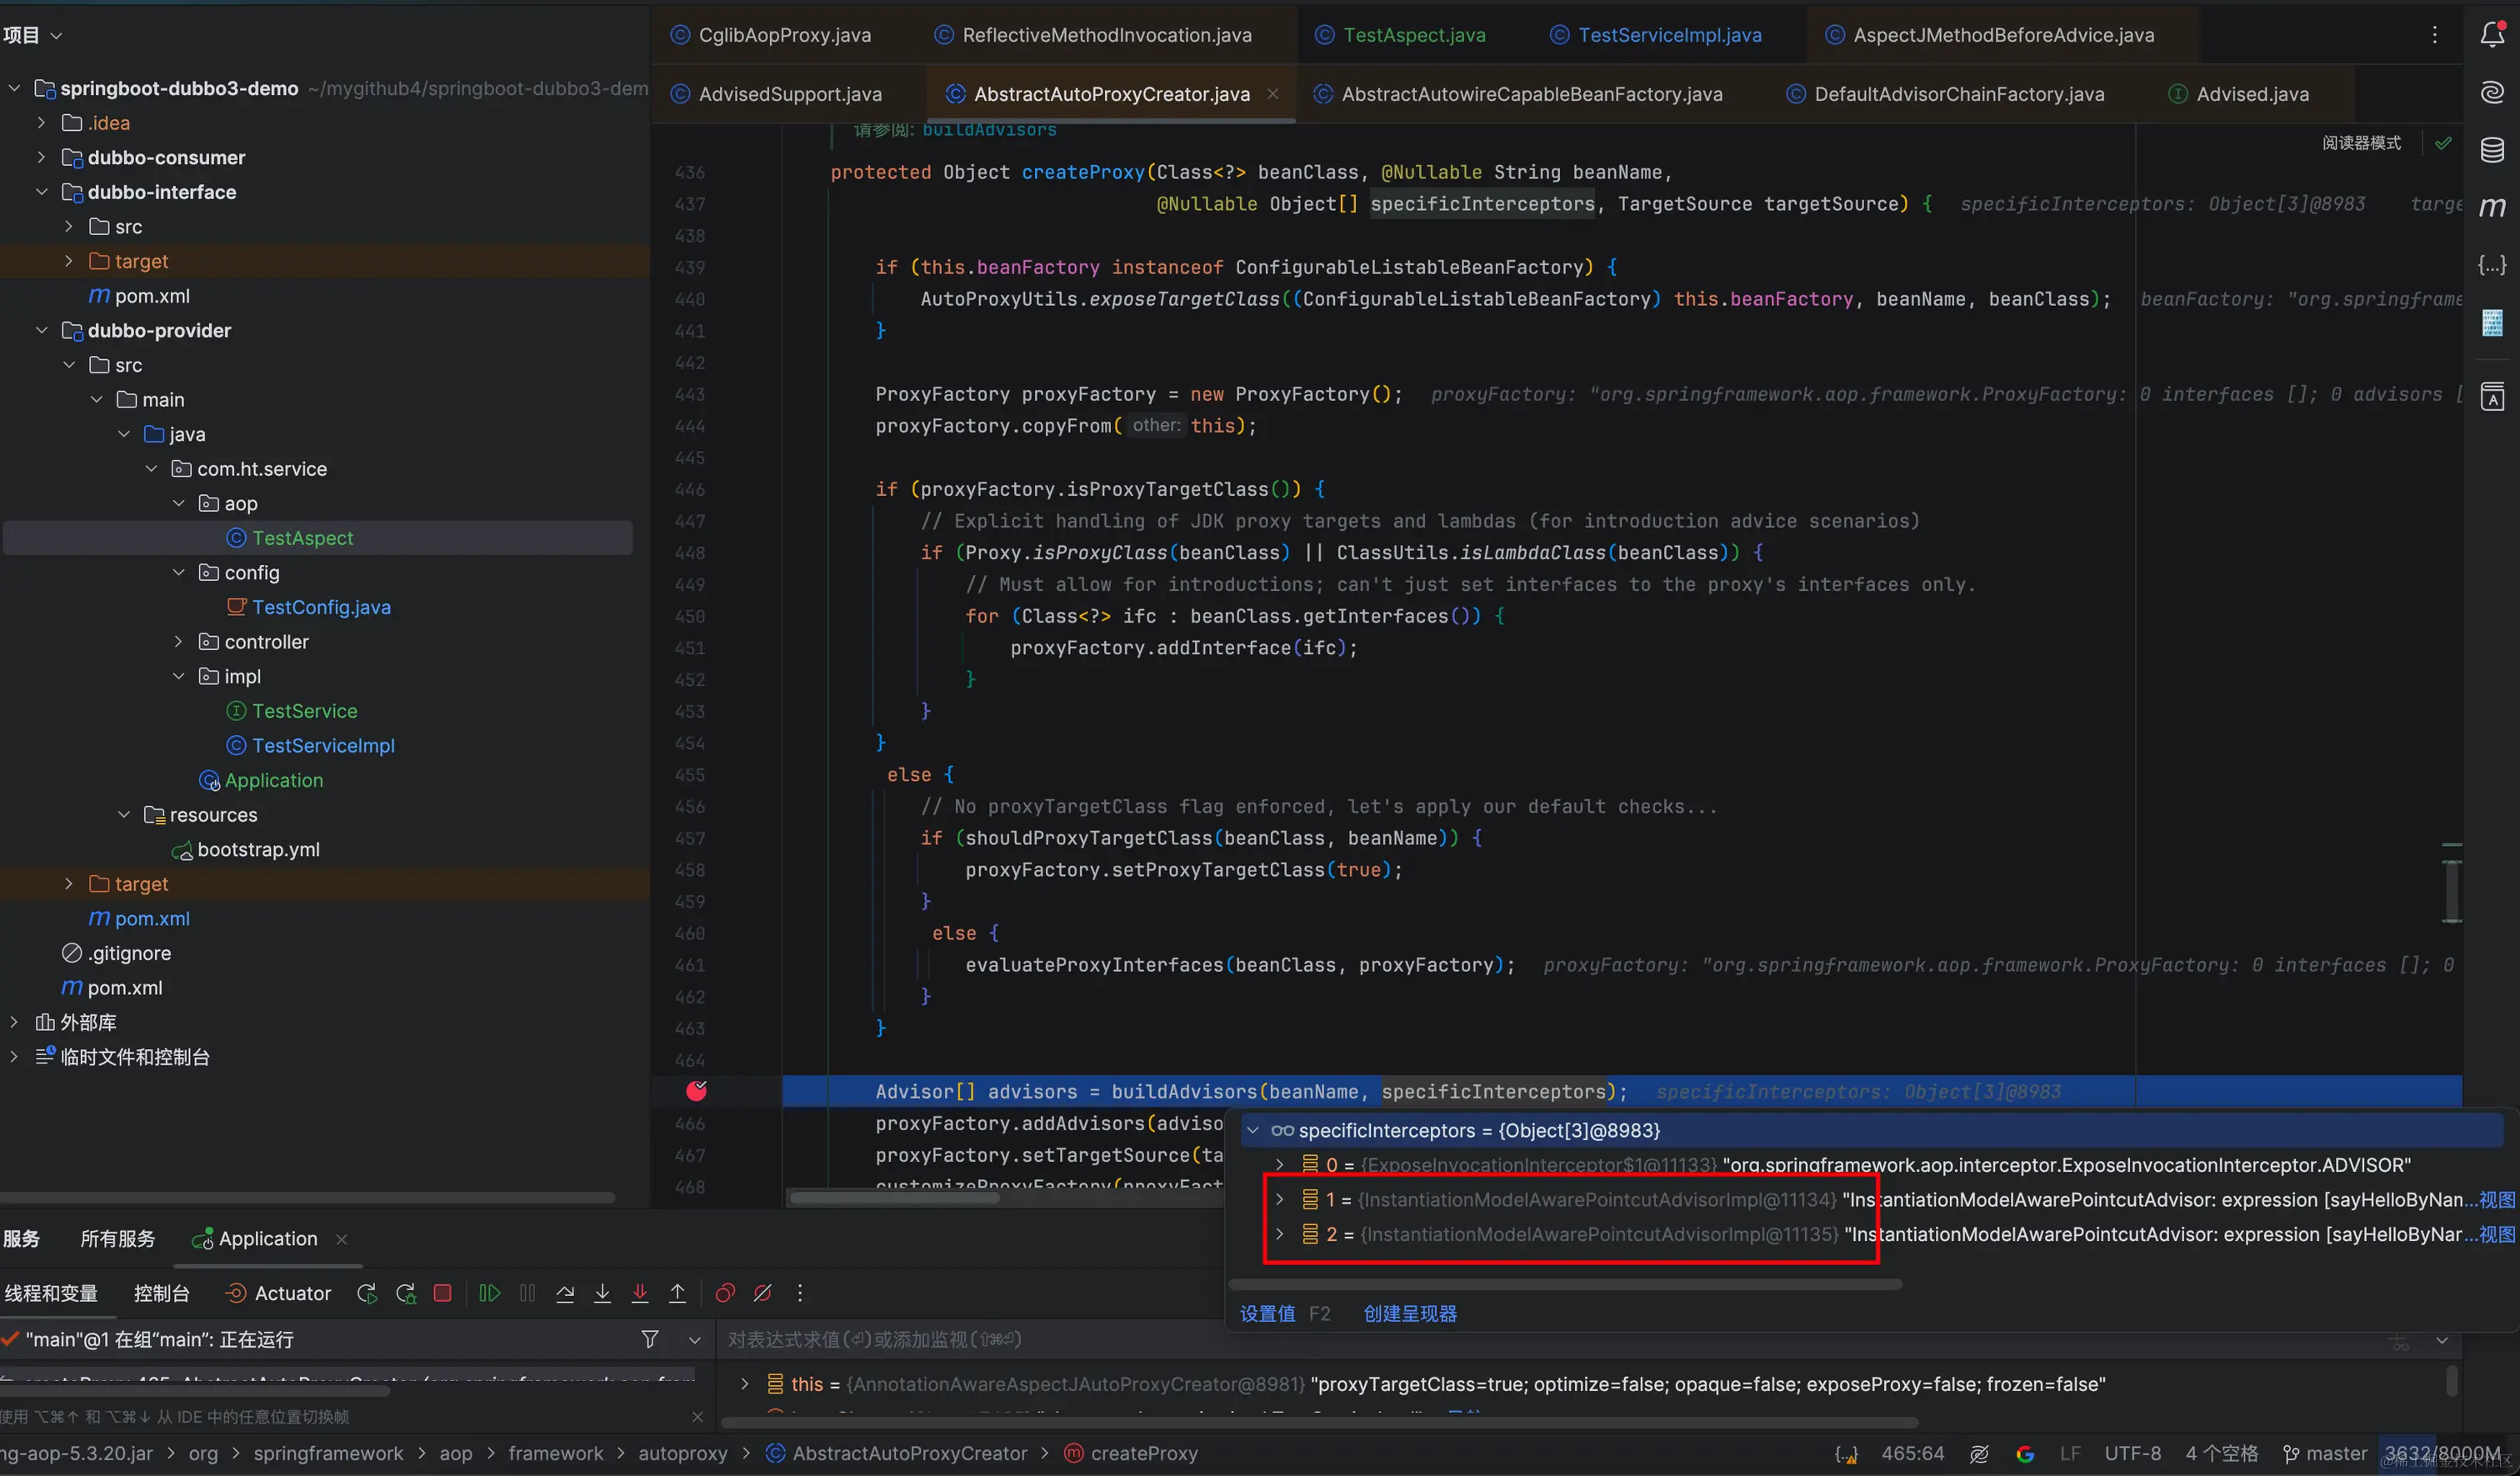 项目
springboot-dubbo3-demo ~/mygithub4/springboot-dubbo3-dem
.idea
dubbo-consumer
dubbo-interface
src
target
pom.xml
dubbo-provider
src
main
java
com.ht.service
aop
TestAspect
config
TestConfig.java
controller
impl
TestService
TestServiceImpl
Application
resources
bootstrap.yml
target
pom.xml
.gitignore
pom.xml
外部库
临时文件和控制台
CglibAopProxy.java ReflectiveMethodInvocation.java TestAspect.java TestServiceImpl.java AspectJMethodBeforeAdvice.java
AdvisedSupport.java AbstractAutoProxyCreator.java AbstractAutowireCapableBeanFactory.java DefaultAdvisorChainFactory.java Advised.java
请参阅: buildAdvisors
阅读器模式
436 protected Object createProxy(Class<?> beanClass, @Nullable String beanName,
437 @Nullable Object[] specificInterceptors, TargetSource targetSource) { specificInterceptors: Object[3]@8983 targe
438
439 if (this.beanFactory instanceof ConfigurableListableBeanFactory) {
440 AutoProxyUtils.exposeTargetClass((ConfigurableListableBeanFactory) this.beanFactory, beanName, beanClass); beanFactory: "org.springframe
441 }
442
443 ProxyFactory proxyFactory = new ProxyFactory(); proxyFactory: "org.springframework.aop.framework.ProxyFactory: 0 interfaces []; 0 advisors [
444 proxyFactory.copyFrom( other: this);
445
446 if (proxyFactory.isProxyTargetClass()) {
447 // Explicit handling of JDK proxy targets and lambdas (for introduction advice scenarios)
448 if (Proxy.isProxyClass(beanClass) || ClassUtils.isLambdaClass(beanClass)) {
449 // Must allow for introductions; can't just set interfaces to the proxy's interfaces only.
450 for (Class<?> ifc : beanClass.getInterfaces()) {
451 proxyFactory.addInterface(ifc);
452 }
453 }
454 }
455 else {
456 // No proxyTargetClass flag enforced, let's apply our default checks...
457 if (shouldProxyTargetClass(beanClass, beanName)) {
458 proxyFactory.setProxyTargetClass(true);
459 }
460 else {
461 evaluateProxyInterfaces(beanClass, proxyFactory); proxyFactory: "org.springframework.aop.framework.ProxyFactory: 0 interfaces []; 0
462 }
463 }
464
Advisor[] advisors = buildAdvisors(beanName, specificInterceptors); specificInterceptors: Object[3]@8983
466 proxyFactory.addAdvisors(adviso
467 proxyFactory.setTargetSource(ta
468 customizeProxyFactory(proxyFact
specificInterceptors = {Object[3]@8983}
0 = {ExposeInvocationInterceptor$1@11133} "org.springframework.aop.interceptor.ExposeInvocationInterceptor.ADVISOR"
1 = {InstantiationModelAwarePointcutAdvisorImpl@11134} "InstantiationModelAwarePointcutAdvisor: expression [sayHelloByNan...视图
2 = {InstantiationModelAwarePointcutAdvisorImpl@11135} "InstantiationModelAwarePointcutAdvisor: expression [sayHelloByNar...视图
设置值 F2 创建呈现器
服务 所有服务 Application
线程和变量 控制台 Actuator
"main"@1 在组“main”: 正在运行
对表达式求值(⏎)或添加监视(⇧⌘⏎)
this = {AnnotationAwareAspectJAutoProxyCreator@8981} "proxyTargetClass=true; optimize=false; opaque=false; exposeProxy=false; frozen=false"
使用 ⌥⌘↑ 和 ⌥⌘↓ 从 IDE 中的任意位置切换帧
ng-aop-5.3.20.jar > org > springframework > aop > framework > autoproxy > AbstractAutoProxyCreator > createProxy
465:64 LF UTF-8 4 个空格 master 3632/8000M
@稀土掘金技术社区